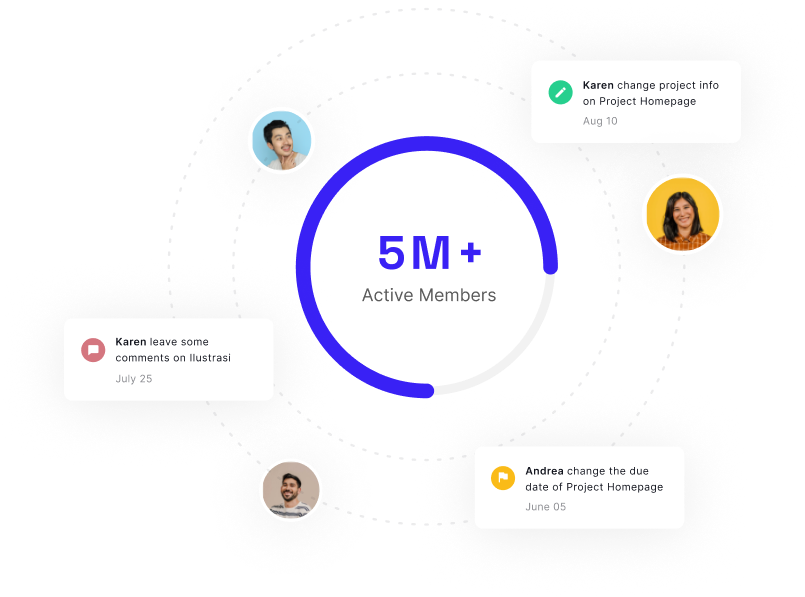 Karen change project info
on Project Homepage
Aug 10
5M+
Active Members
Karen leave some
comments on Ilustrasi
July 25
Andrea change the due
date of Project Homepage
June 05